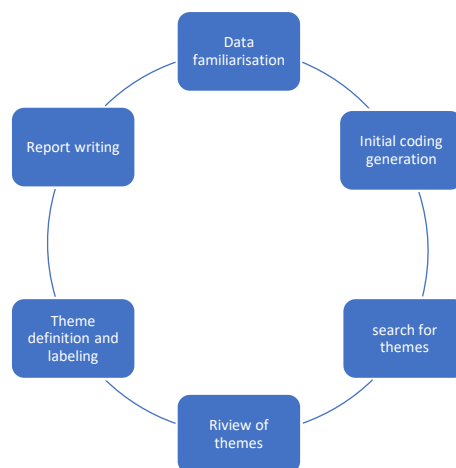 Data
familiarisation
Initial coding
generation
search for
themes
Riview of
themes
Theme
definition and
labeling
Report writing